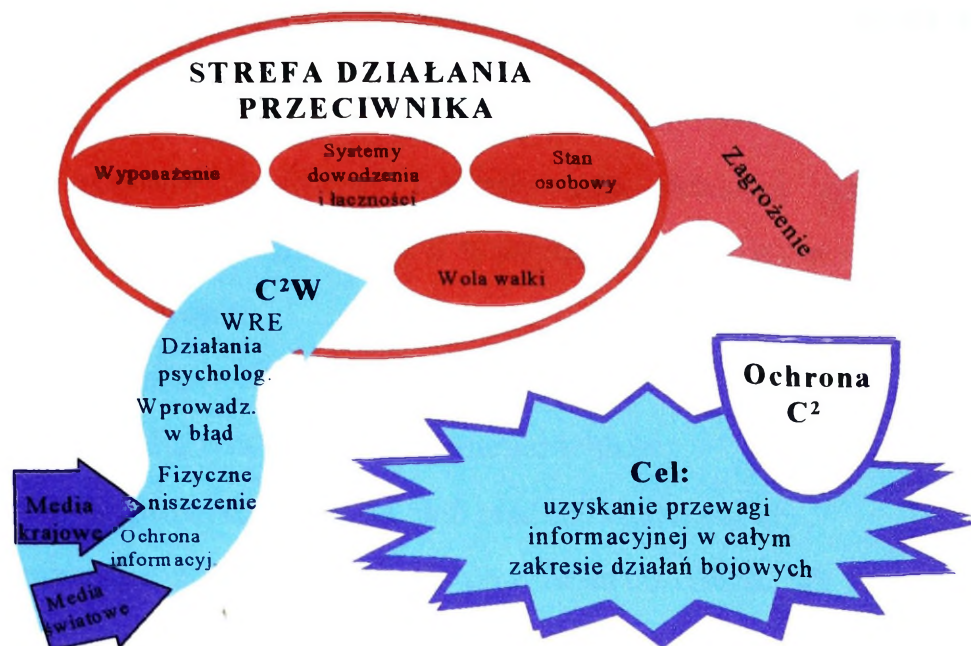 STREFA DZIAŁANIA
PRZECIWNIKA
Wyposażenie
Systemy
dowodzenia
i łączności
Stan
osobowy
Zagrożenie
Wola walki
C²W
WRE
Działania
psycholog.
Wprowadz.
w błąd
Fizyczne
niszczenie
Ochrona
informacyj.
Media
krajowe
Media
światowe
Ochrona
C²
Cel:
uzyskanie przewagi
informacyjnej w całym
zakresie działań bojowych